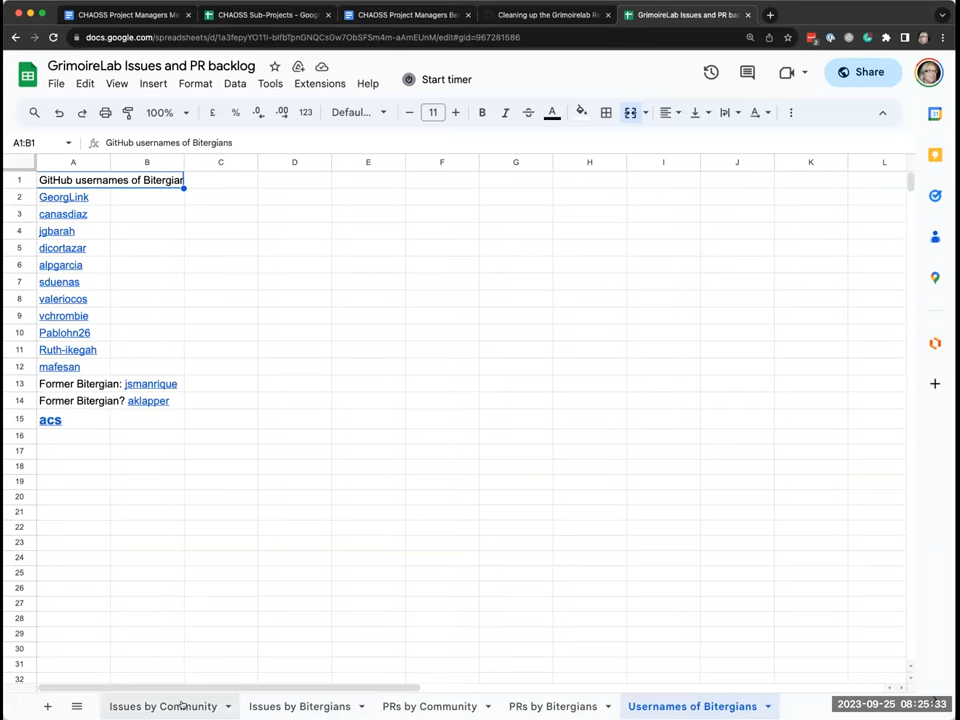 CHAOSS Project Managers Me
CHAOSS Sub-Projects - Goog
CHAOSS Project Managers Be
Cleaning up the Grimoirelab Re
GrimoireLab Issues and PR ba
docs.google.com/spreadsheets/d/1a3fepyYO11l-blfbTpnGNQCsGw7ObSFSm4j-aAmEUnM/edit#gid=967281586
GrimoireLab Issues and PR backlog
File Edit View Insert Format Data Tools Extensions Help
Start timer
Share
100% £ % .0 .00 123 Defaul... 11 B I A
A1:B1 GitHub usernames of Bitergians
A B C D E F G H I J K L
1 GitHub usernames of Bitergian
2 GeorgLink
3 canasdiaz
4 jgbarah
5 dicortazar
6 alpgarcia
7 sduenas
8 valeriocos
9 vchrombie
10 Pablohn26
11 Ruth-ikegah
12 mafesan
13 Former Bitergian: jsmanrique
14 Former Bitergian? aklapper
15 acs
16
17
18
19
20
21
22
23
24
25
26
27
28
29
30
31
32
Issues by Community Issues by Bitergians PRs by Community PRs by Bitergians Usernames of Bitergians
2023-09-25 08:25:33